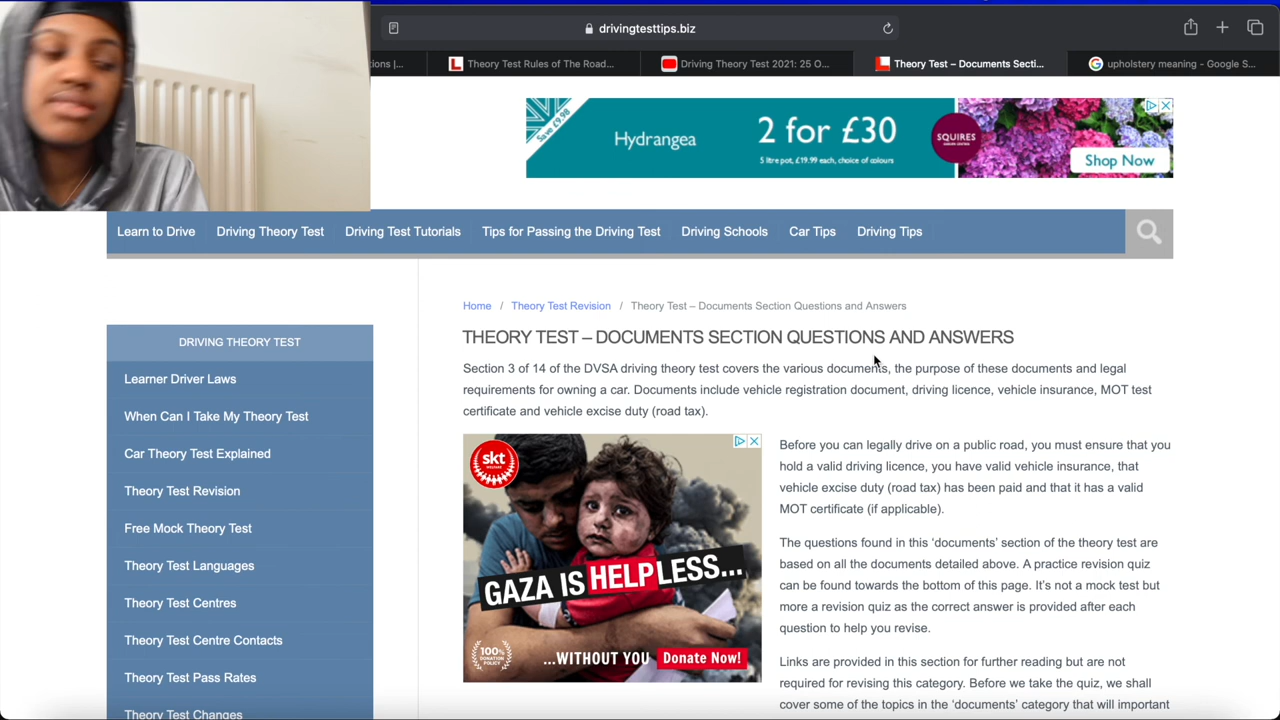 drivingtesttips.biz
ions |...
Theory Test Rules of The Road...
Driving Theory Test 2021: 25 O...
Theory Test – Documents Secti...
upholstery meaning - Google S...
Save £9.98
Hydrangea
2 for £30
5 litre pot, £19.99 each, choice of colours
SQUIRES
Shop Now
Learn to Drive
Driving Theory Test
Driving Test Tutorials
Tips for Passing the Driving Test
Driving Schools
Car Tips
Driving Tips
Home / Theory Test Revision / Theory Test – Documents Section Questions and Answers
DRIVING THEORY TEST
Learner Driver Laws
When Can I Take My Theory Test
Car Theory Test Explained
Theory Test Revision
Free Mock Theory Test
Theory Test Languages
Theory Test Centres
Theory Test Centre Contacts
Theory Test Pass Rates
Theory Test Changes
THEORY TEST – DOCUMENTS SECTION QUESTIONS AND ANSWERS
Section 3 of 14 of the DVSA driving theory test covers the various documents, the purpose of these documents and legal
requirements for owning a car. Documents include vehicle registration document, driving licence, vehicle insurance, MOT test
certificate and vehicle excise duty (road tax).
skt
WELFARE
GAZA IS HELPLESS...
100%
DONATION
POLICY
...WITHOUT YOU
Donate Now!
Before you can legally drive on a public road, you must ensure that you
hold a valid driving licence, you have valid vehicle insurance, that
vehicle excise duty (road tax) has been paid and that it has a valid
MOT certificate (if applicable).
The questions found in this ‘documents’ section of the theory test are
based on all the documents detailed above. A practice revision quiz
can be found towards the bottom of this page. It’s not a mock test but
more a revision quiz as the correct answer is provided after each
question to help you revise.
Links are provided in this section for further reading but are not
required for revising this category. Before we take the quiz, we shall
cover some of the topics in the ‘documents’ category that will important